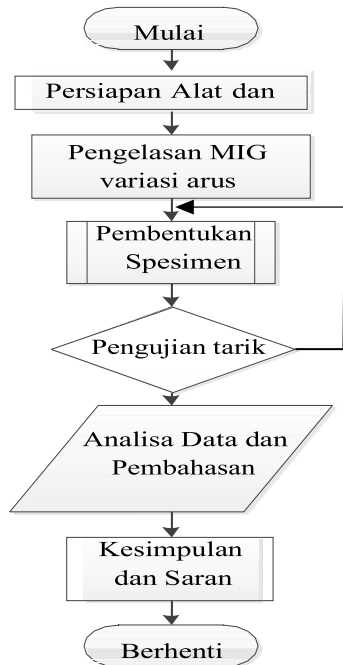 Mulai
Persiapan Alat dan
Pengelasan MIG
variasi arus
Pembentukan
Spesimen
Pengujian tarik
Analisa Data dan
Pembahasan
Kesimpulan
dan Saran
Berhenti